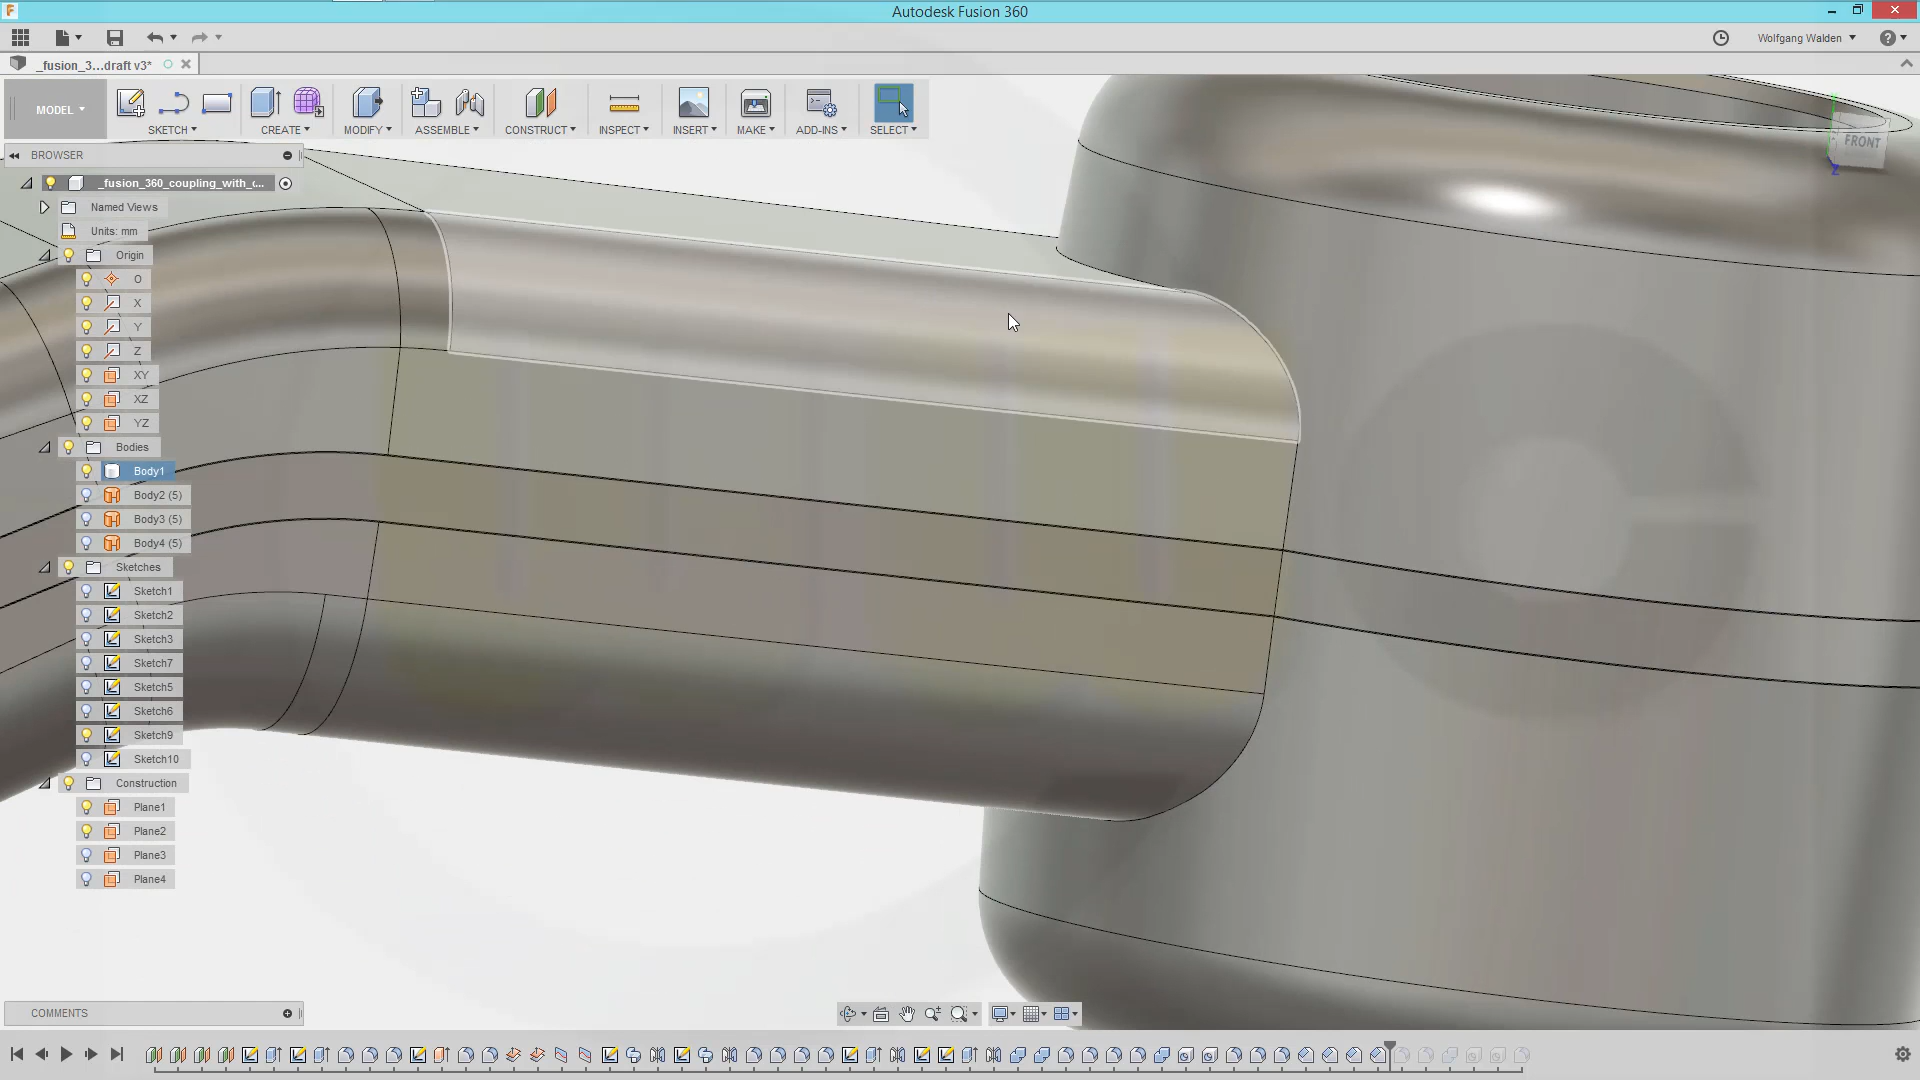 Autodesk Fusion 360
Wolfgang Walden
_fusion_3...draft v3*
MODEL
SKETCH
CREATE
MODIFY
ASSEMBLE
CONSTRUCT
INSPECT
INSERT
MAKE
ADD-INS
SELECT
FRONT
Z
BROWSER
_fusion_360_coupling_with_(...
Named Views
Units: mm
Origin
O
X
Y
Z
XY
XZ
YZ
Bodies
Body1
Body2 (5)
Body3 (5)
Body4 (5)
Sketches
Sketch1
Sketch2
Sketch3
Sketch7
Sketch5
Sketch6
Sketch9
Sketch10
Construction
Plane1
Plane2
Plane3
Plane4
COMMENTS